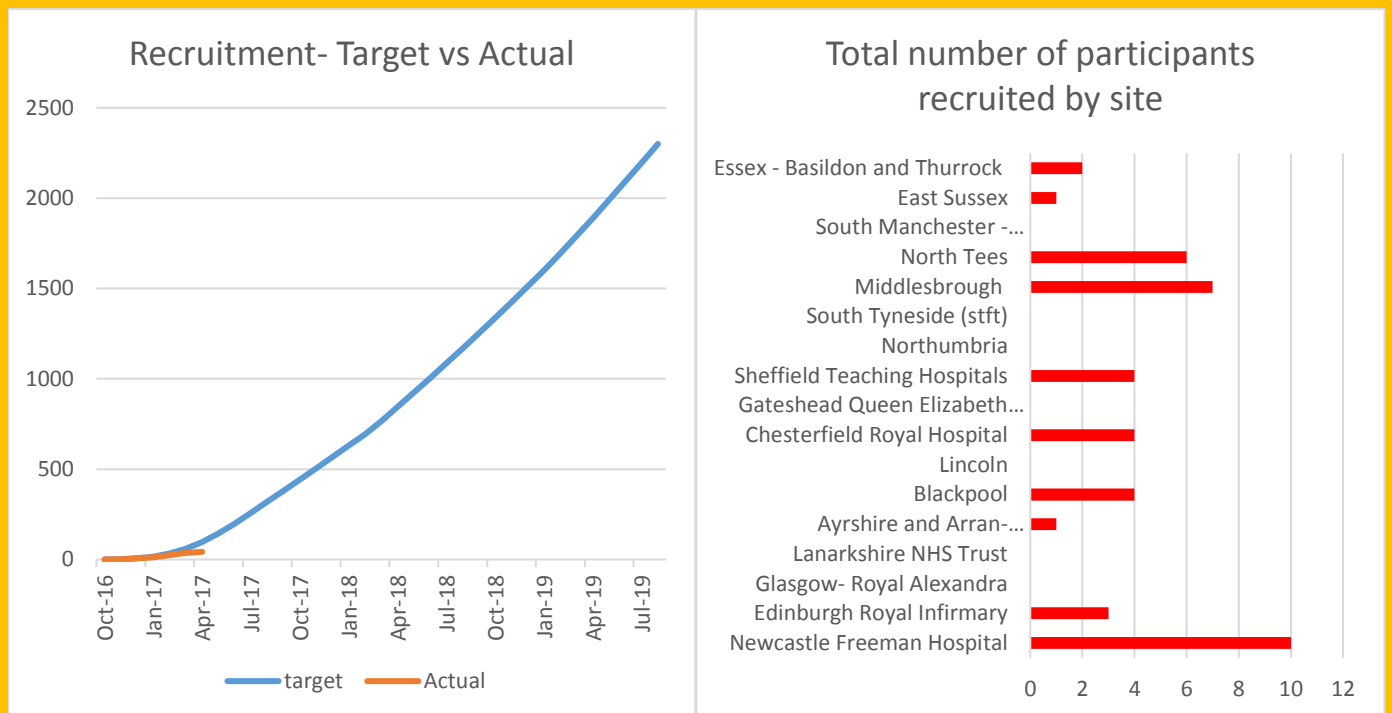 Recruitment- Target vs Actual
2500
2000
1500
1000
500
0
Oct-16
Jan-17
Apr-17
Jul-17
Oct-17
Jan-18
Apr-18
Jul-18
Oct-18
Jan-19
Apr-19
Jul-19
target
Actual
Total number of participants
recruited by site
Essex - Basildon and Thurrock
East Sussex
South Manchester -...
North Tees
Middlesbrough
South Tyneside (stft)
Northumbria
Sheffield Teaching Hospitals
Gateshead Queen Elizabeth...
Chesterfield Royal Hospital
Lincoln
Blackpool
Ayrshire and Arran-...
Lanarkshire NHS Trust
Glasgow- Royal Alexandra
Edinburgh Royal Infirmary
Newcastle Freeman Hospital
0 2 4 6 8 10 12